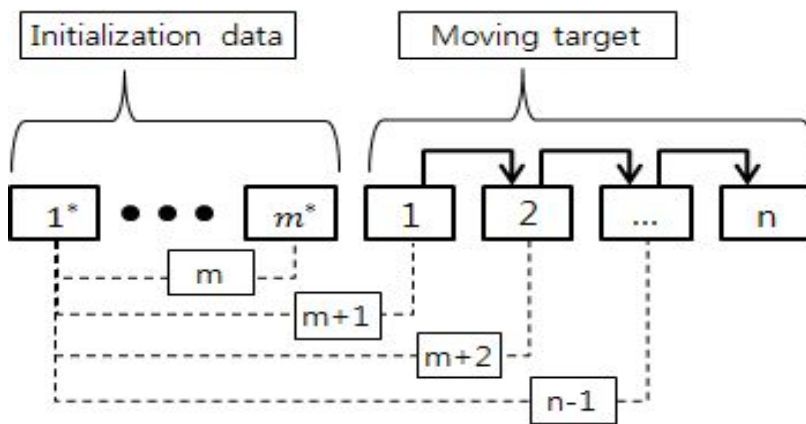 Initialization data
Moving target
1*
m*
1
2
...
n
m
m+1
m+2
n-1